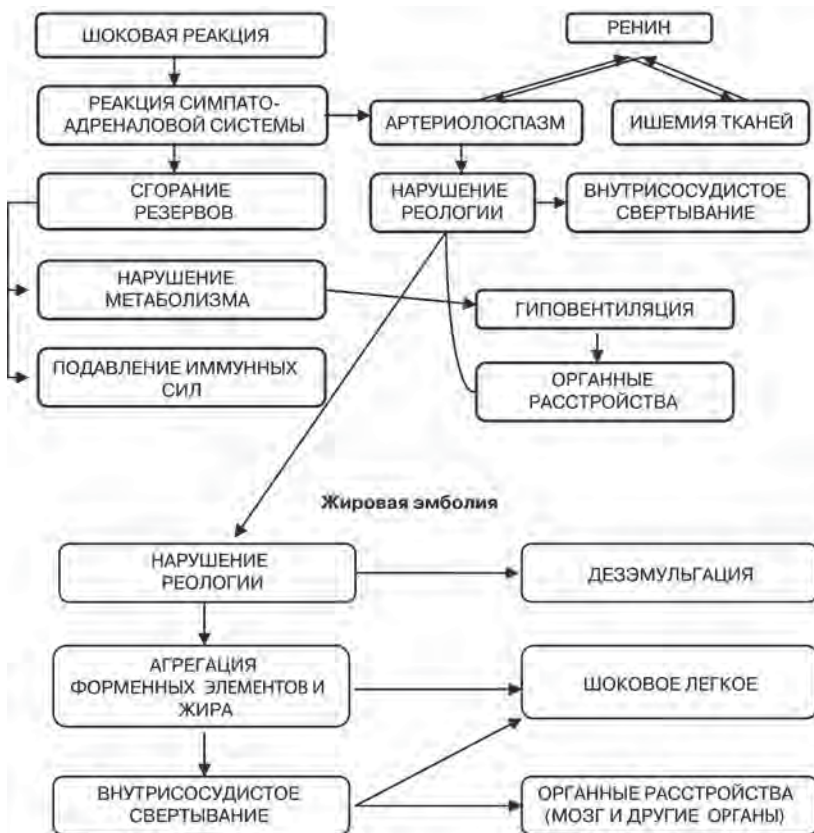 ШОКОВАЯ РЕАКЦИЯ
РЕНИН
РЕАКЦИЯ СИМПАТО-
АДРЕНАЛОВОЙ СИСТЕМЫ
АРТЕРИОЛОСПАЗМ
ИШЕМИЯ ТКАНЕЙ
СГОРАНИЕ
РЕЗЕРВОВ
НАРУШЕНИЕ
РЕОЛОГИИ
ВНУТРИСОСУДИСТОЕ
СВЕРТЫВАНИЕ
НАРУШЕНИЕ
МЕТАБОЛИЗМА
ГИПОВЕНТИЛЯЦИЯ
ПОДАВЛЕНИЕ ИММУННЫХ
СИЛ
ОРГАННЫЕ
РАССТРОЙСТВА
Жировая эмболия
НАРУШЕНИЕ
РЕОЛОГИИ
ДЕЗЭМУЛЬГАЦИЯ
АГРЕГАЦИЯ
ФОРМЕННЫХ ЭЛЕМЕНТОВ И
ЖИРА
ШОКОВОЕ ЛЕГКОЕ
ВНУТРИСОСУДИСТОЕ
СВЕРТЫВАНИЕ
ОРГАННЫЕ РАССТРОЙСТВА
(МОЗГ И ДРУГИЕ ОРГАНЫ)